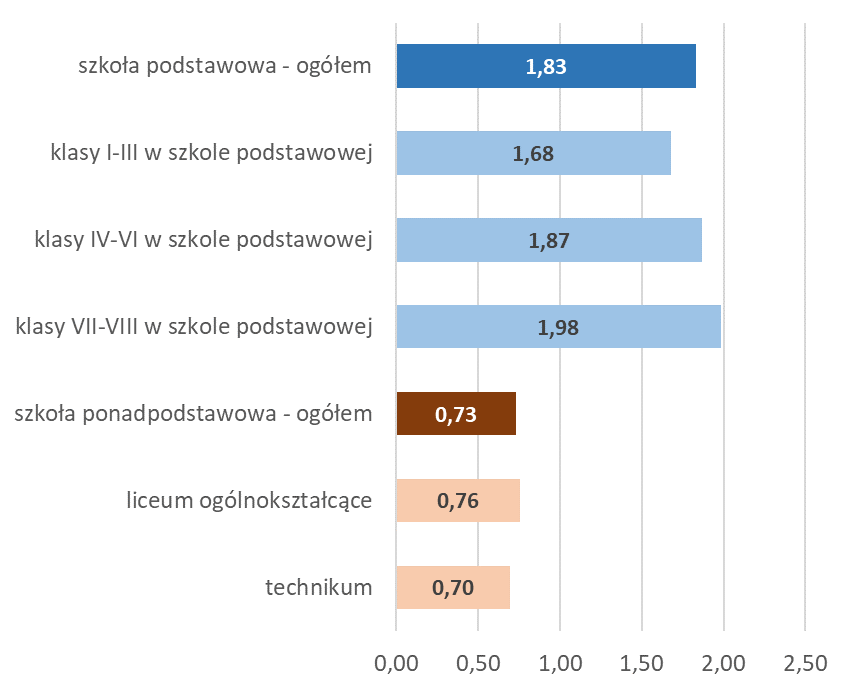 szkoła podstawowa - ogółem
1,83
klasy I-III w szkole podstawowej
1,68
klasy IV-VI w szkole podstawowej
1,87
klasy VII-VIII w szkole podstawowej
1,98
szkoła ponadpodstawowa - ogółem
0,73
liceum ogólnokształcące
0,76
technikum
0,70
0,00 0,50 1,00 1,50 2,00 2,50